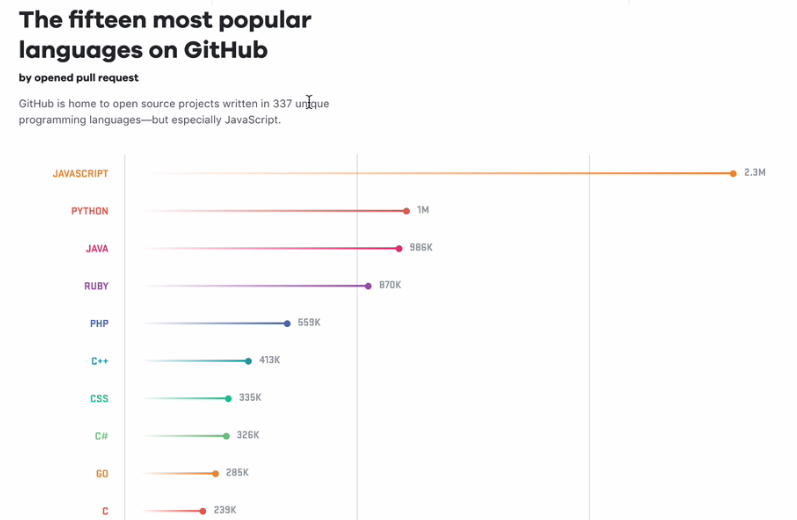 The fifteen most popular
languages on GitHub
by opened pull request
GitHub is home to open source projects written in 337 unique
programming languages—but especially JavaScript.
JAVASCRIPT 2.3M
PYTHON 1M
JAVA 986K
RUBY 870K
PHP 559K
C++ 413K
CSS 335K
C# 326K
GO 285K
C 239K